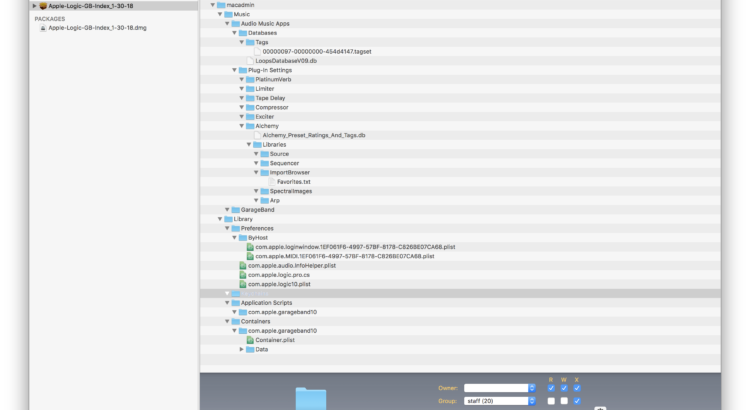 Apple-Logic-GB-Index_1-30-18
PACKAGES
Apple-Logic-GB-Index_1-30-18.dmg
macadmin
Music
Audio Music Apps
Databases
Tags
00000097-00000000-454d4147.tagset
LoopsDatabaseV09.db
Plug-In Settings
PlatinumVerb
Limiter
Tape Delay
Compressor
Exciter
Alchemy
Alchemy_Preset_Ratings_And_Tags.db
Libraries
Source
Sequencer
ImportBrowser
Favorites.txt
SpectralImages
Arp
GarageBand
Library
Preferences
ByHost
com.apple.loginwindow.1EF061F6-4997-57BF-8178-C826BE07CA68.plist
com.apple.MIDI.1EF061F6-4997-57BF-8178-C826BE07CA68.plist
com.apple.audio.InfoHelper.plist
com.apple.logic.pro.cs
com.apple.logic10.plist
Application Scripts
com.apple.garageband10
Containers
com.apple.garageband10
Container.plist
Data
R W X
Owner:
Group: staff (20)